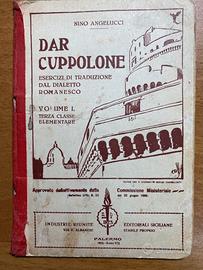 NINO ANGELUCCI
DAR
CUPPOLONE
ESERCIZI DI TRADUZIONE
DAL DIALETTO
ROMANESCO
VOLUME I.
TERZA CLASSE
ELEMENTARE
Approvato definitivamente dalla Commissione Ministeriale
INDUSTRIE RIUNITE EDITORIALI SICILIANE
PALERMO